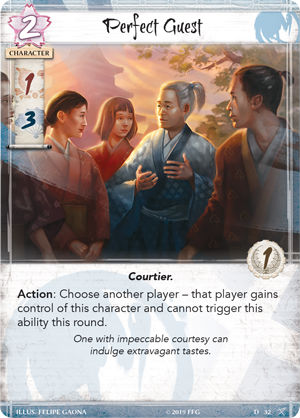 2
Perfect Guest
CHARACTER
1
3
1
Courtier.
Action: Choose another player – that player gains
control of this character and cannot trigger this
ability this round.
One with impeccable courtesy can
indulge extravagant tastes.
ILLUS. FELIPE GAONA
© 2019 FFG
D 32